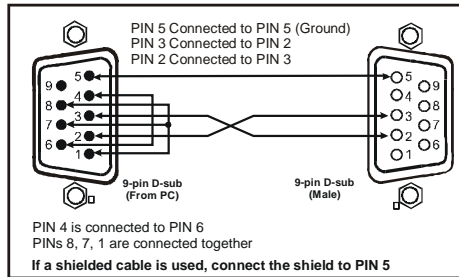 PIN 5 Connected to PIN 5 (Ground)
PIN 3 Connected to PIN 2
PIN 2 Connected to PIN 3
5
9
4
8
3
7
2
6
1
5
9
4
8
3
7
2
6
1
9-pin D-sub
(From PC)
9-pin D-sub
(Male)
PIN 4 is connected to PIN 6
PINs 8, 7, 1 are connected together
If a shielded cable is used, connect the shield to PIN 5